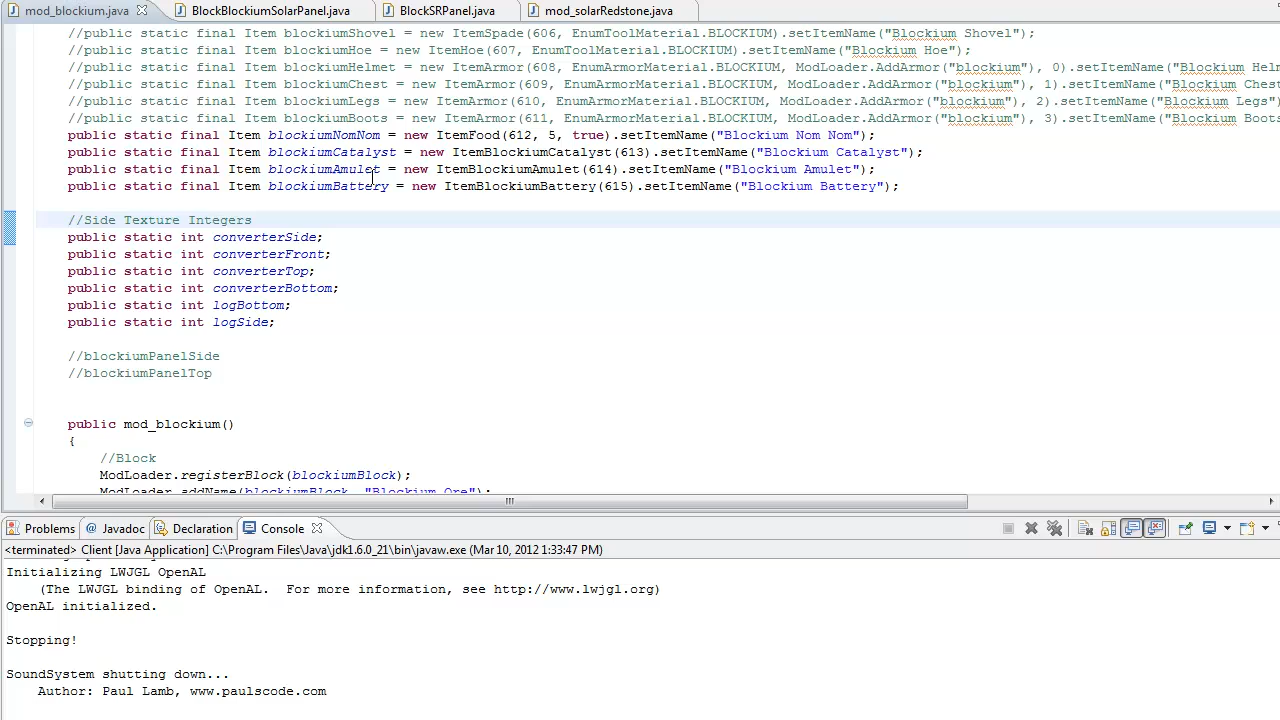 mod_blockium.java BlockBlockiumSolarPanel.java BlockSRPanel.java mod_solarRedstone.java
//public static final Item blockiumShovel = new ItemSpade(606, EnumToolMaterial.BLOCKIUM).setItemName("Blockium Shovel");
//public static final Item blockiumHoe = new ItemHoe(607, EnumToolMaterial.BLOCKIUM).setItemName("Blockium Hoe");
//public static final Item blockiumHelmet = new ItemArmor(608, EnumArmorMaterial.BLOCKIUM, ModLoader.AddArmor("blockium"), 0).setItemName("Blockium Helm
//public static final Item blockiumChest = new ItemArmor(609, EnumArmorMaterial.BLOCKIUM, ModLoader.AddArmor("blockium"), 1).setItemName("Blockium Chest
//public static final Item blockiumLegs = new ItemArmor(610, EnumArmorMaterial.BLOCKIUM, ModLoader.AddArmor("blockium"), 2).setItemName("Blockium Legs")
//public static final Item blockiumBoots = new ItemArmor(611, EnumArmorMaterial.BLOCKIUM, ModLoader.AddArmor("blockium"), 3).setItemName("Blockium Boots
public static final Item blockiumNomNom = new ItemFood(612, 5, true).setItemName("Blockium Nom Nom");
public static final Item blockiumCatalyst = new ItemBlockiumCatalyst(613).setItemName("Blockium Catalyst");
public static final Item blockiumAmulet = new ItemBlockiumAmulet(614).setItemName("Blockium Amulet");
public static final Item blockiumBattery = new ItemBlockiumBattery(615).setItemName("Blockium Battery");
//Side Texture Integers
public static int converterSide;
public static int converterFront;
public static int converterTop;
public static int converterBottom;
public static int logBottom;
public static int logSide;
//blockiumPanelSide
//blockiumPanelTop
public mod_blockium()
{
//Block
ModLoader.registerBlock(blockiumBlock);
ModLoader.addName(blockiumBlock, "Blockium Ore");
Problems @ Javadoc Declaration Console
<terminated> Client [Java Application] C:\Program Files\Java\jdk1.6.0_21\bin\javaw.exe (Mar 10, 2012 1:33:47 PM)
Initializing LWJGL OpenAL
(The LWJGL binding of OpenAL. For more information, see http://www.lwjgl.org)
OpenAL initialized.
Stopping!
SoundSystem shutting down...
Author: Paul Lamb, www.paulscode.com